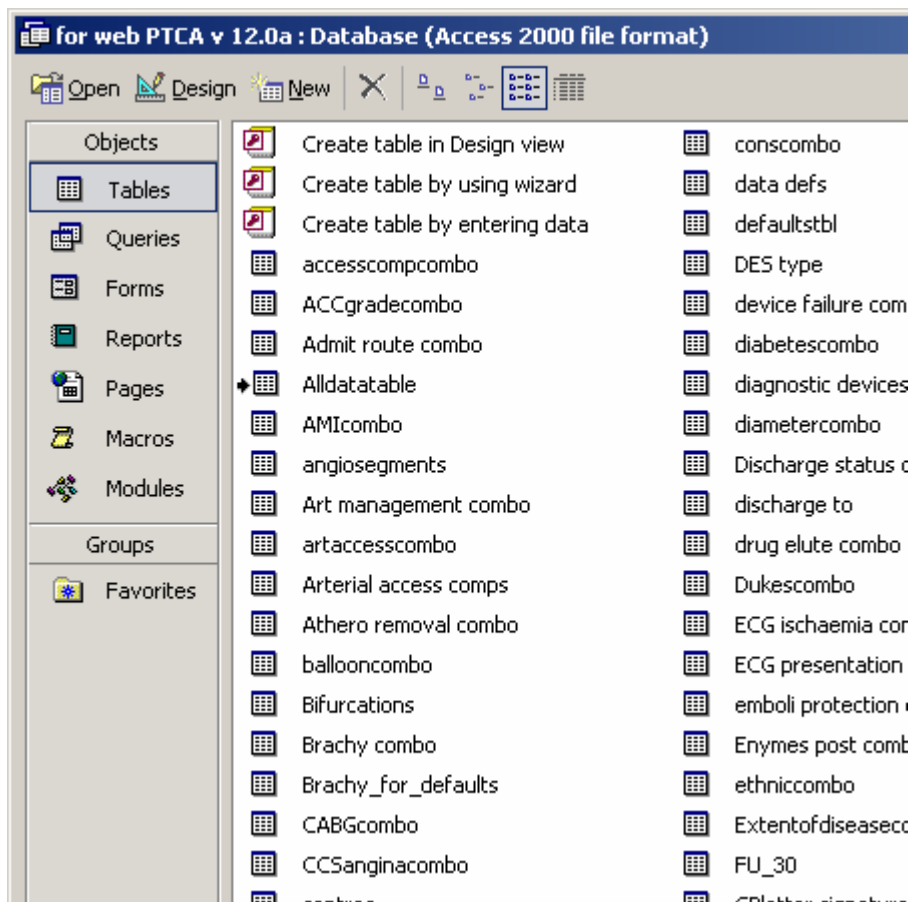 for web PTCA v 12.0a : Database (Access 2000 file format)
Open Design New
Objects
Tables
Queries
Forms
Reports
Pages
Macros
Modules
Groups
Favorites
Create table in Design view
Create table by using wizard
Create table by entering data
accesscompcombo
ACCgradecombo
Admit route combo
Alldatatable
AMIcombo
angiosegments
Art management combo
artaccesscombo
Arterial access comps
Athero removal combo
ballooncombo
Bifurcations
Brachy combo
Brachy_for_defaults
CABGcombo
CCSanginacombo
conscombo
data defs
defaultstbl
DES type
device failure com
diabetescombo
diagnostic devices
diametercombo
Discharge status
discharge to
drug elute combo
Dukescombo
ECG ischaemia
ECG presentation
emboli protection
Enymes post comb
ethniccombo
Extentofdiseasec
FU_30